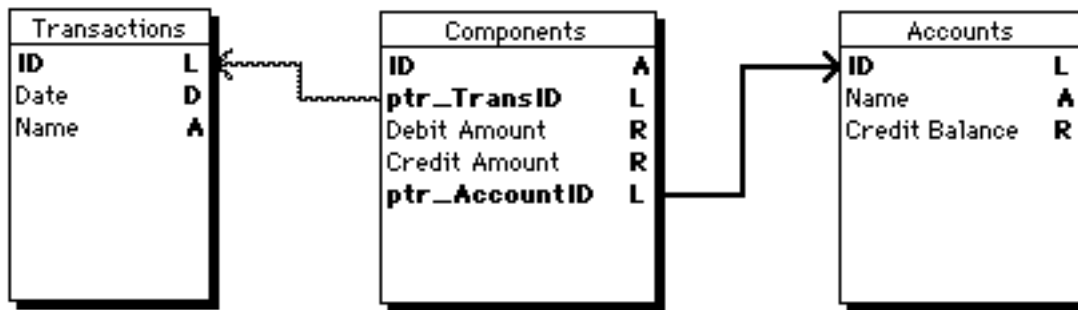 Transactions
ID L
Date D
Name A
Components
ID A
ptr_TransID L
Debit Amount R
Credit Amount R
ptr_AccountID L
Accounts
ID L
Name A
Credit Balance R